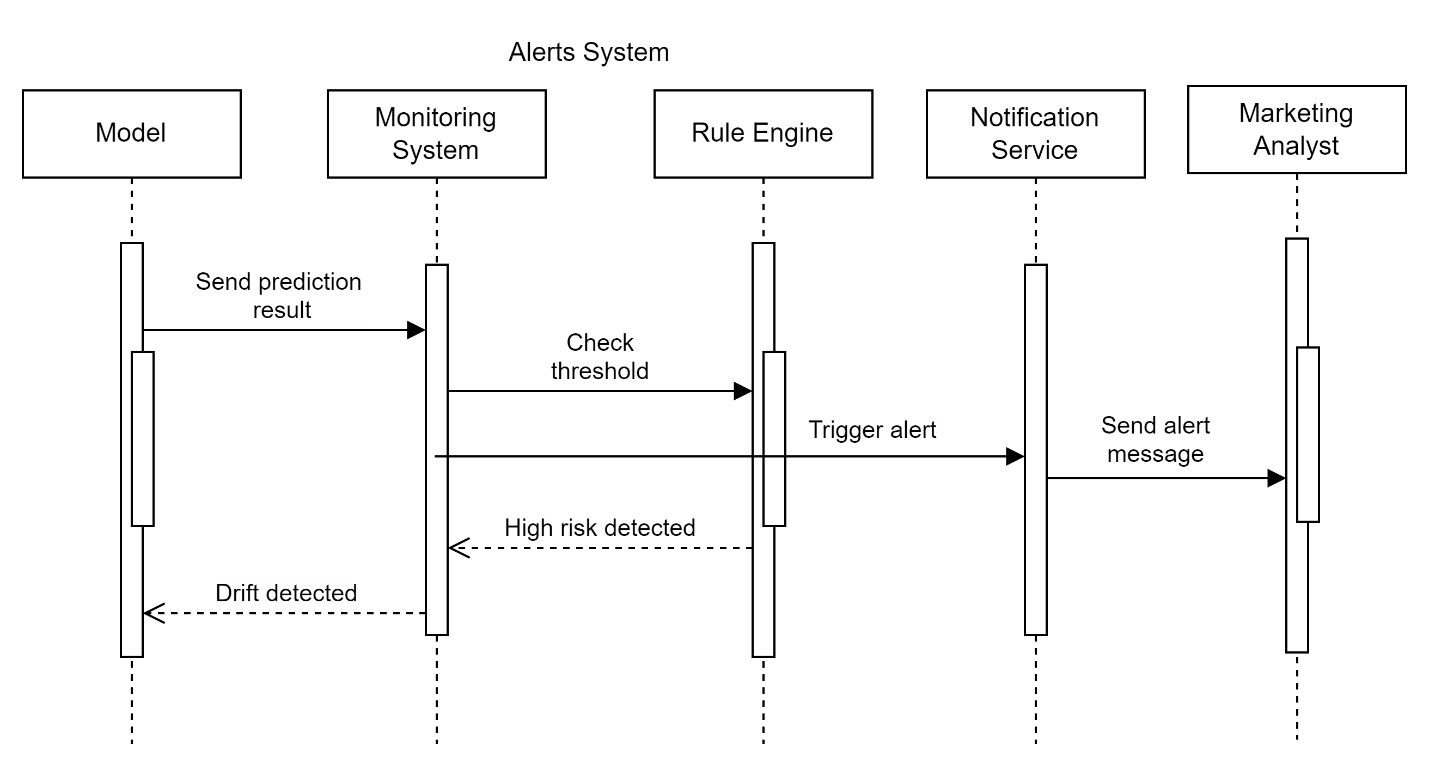 Alerts System
Model
Monitoring
System
Rule Engine
Notification
Service
Marketing
Analyst
Send prediction
result
Check
threshold
Trigger alert
Send alert
message
High risk detected
Drift detected